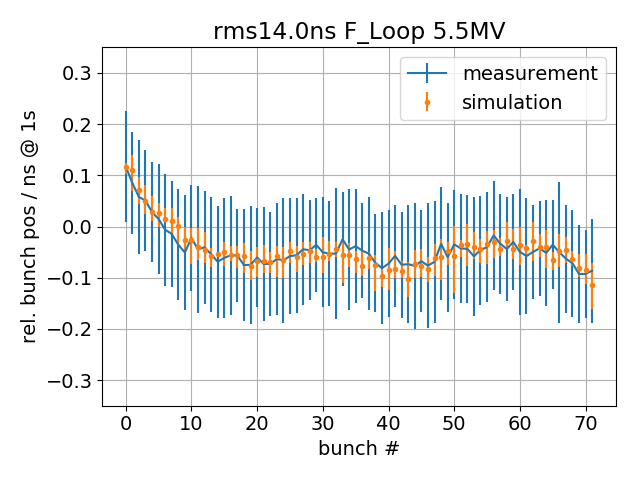 rms14.0ns F_Loop 5.5MV
measurement
simulation
rel. bunch pos / ns @ 1s
0.3
0.2
0.1
0.0
−0.1
−0.2
−0.3
0 10 20 30 40 50 60 70
bunch #